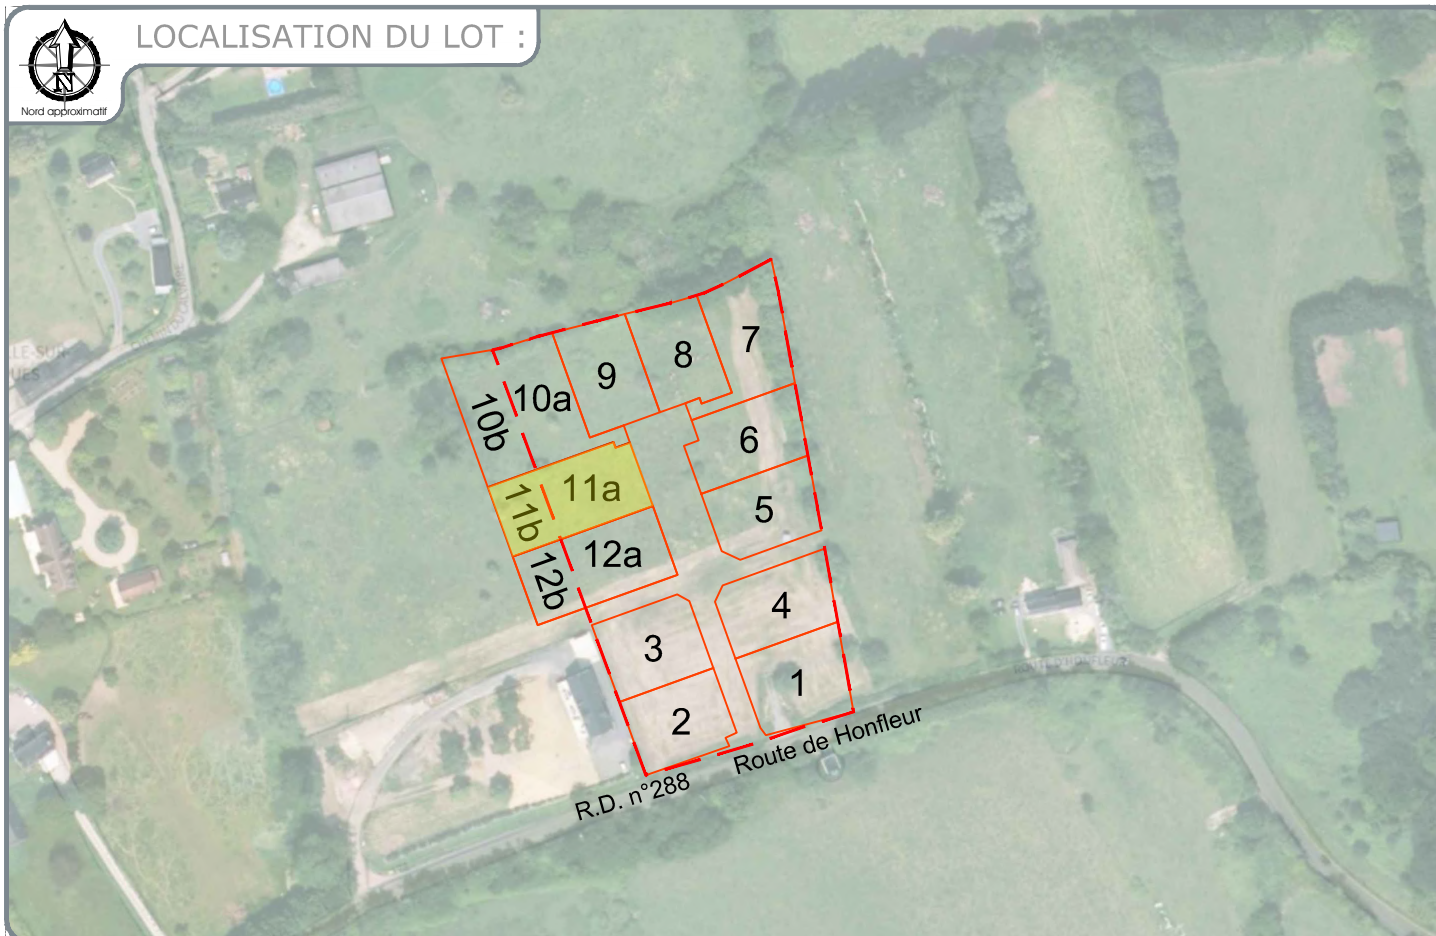 LOCALISATION DU LOT :
N
Nord approximatif
7
8
9
10a
10b
6
11a
11b
5
12a
12b
4
3
1
2
Route de Honfleur
R.D. n°288